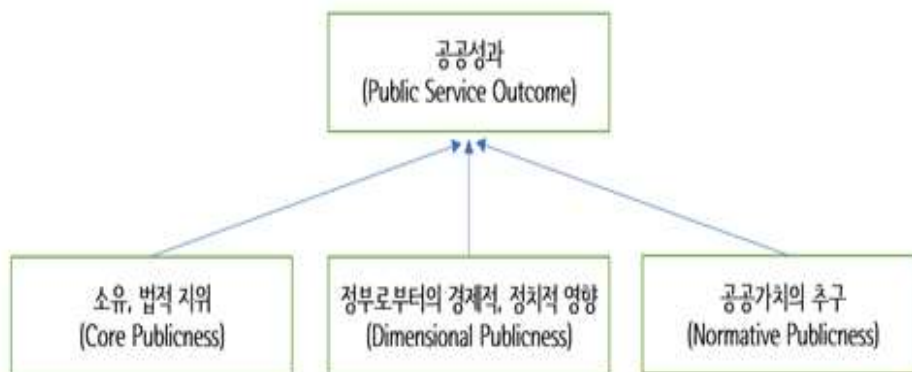 공공성과
(Public Service Outcome)
소유, 법적 지위
(Core Publicness)
정부로부터의 경제적, 정치적 영향
(Dimensional Publicness)
공공가치의 추구
(Normative Publicness)